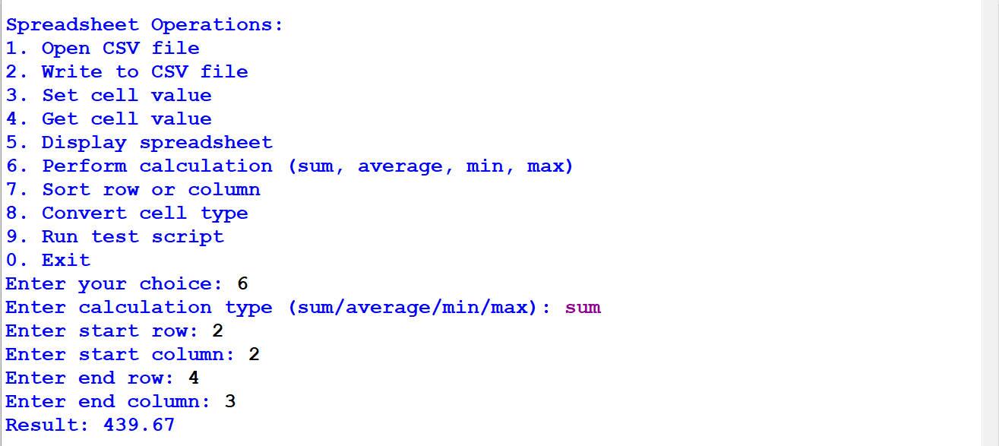 Spreadsheet Operations:
1. Open CSV file
2. Write to CSV file
3. Set cell value
4. Get cell value
5. Display spreadsheet
6. Perform calculation (sum, average, min, max)
7. Sort row or column
8. Convert cell type
9. Run test script
0. Exit
Enter your choice: 6
Enter calculation type (sum/average/min/max): sum
Enter start row: 2
Enter start column: 2
Enter end row: 4
Enter end column: 3
Result: 439.67